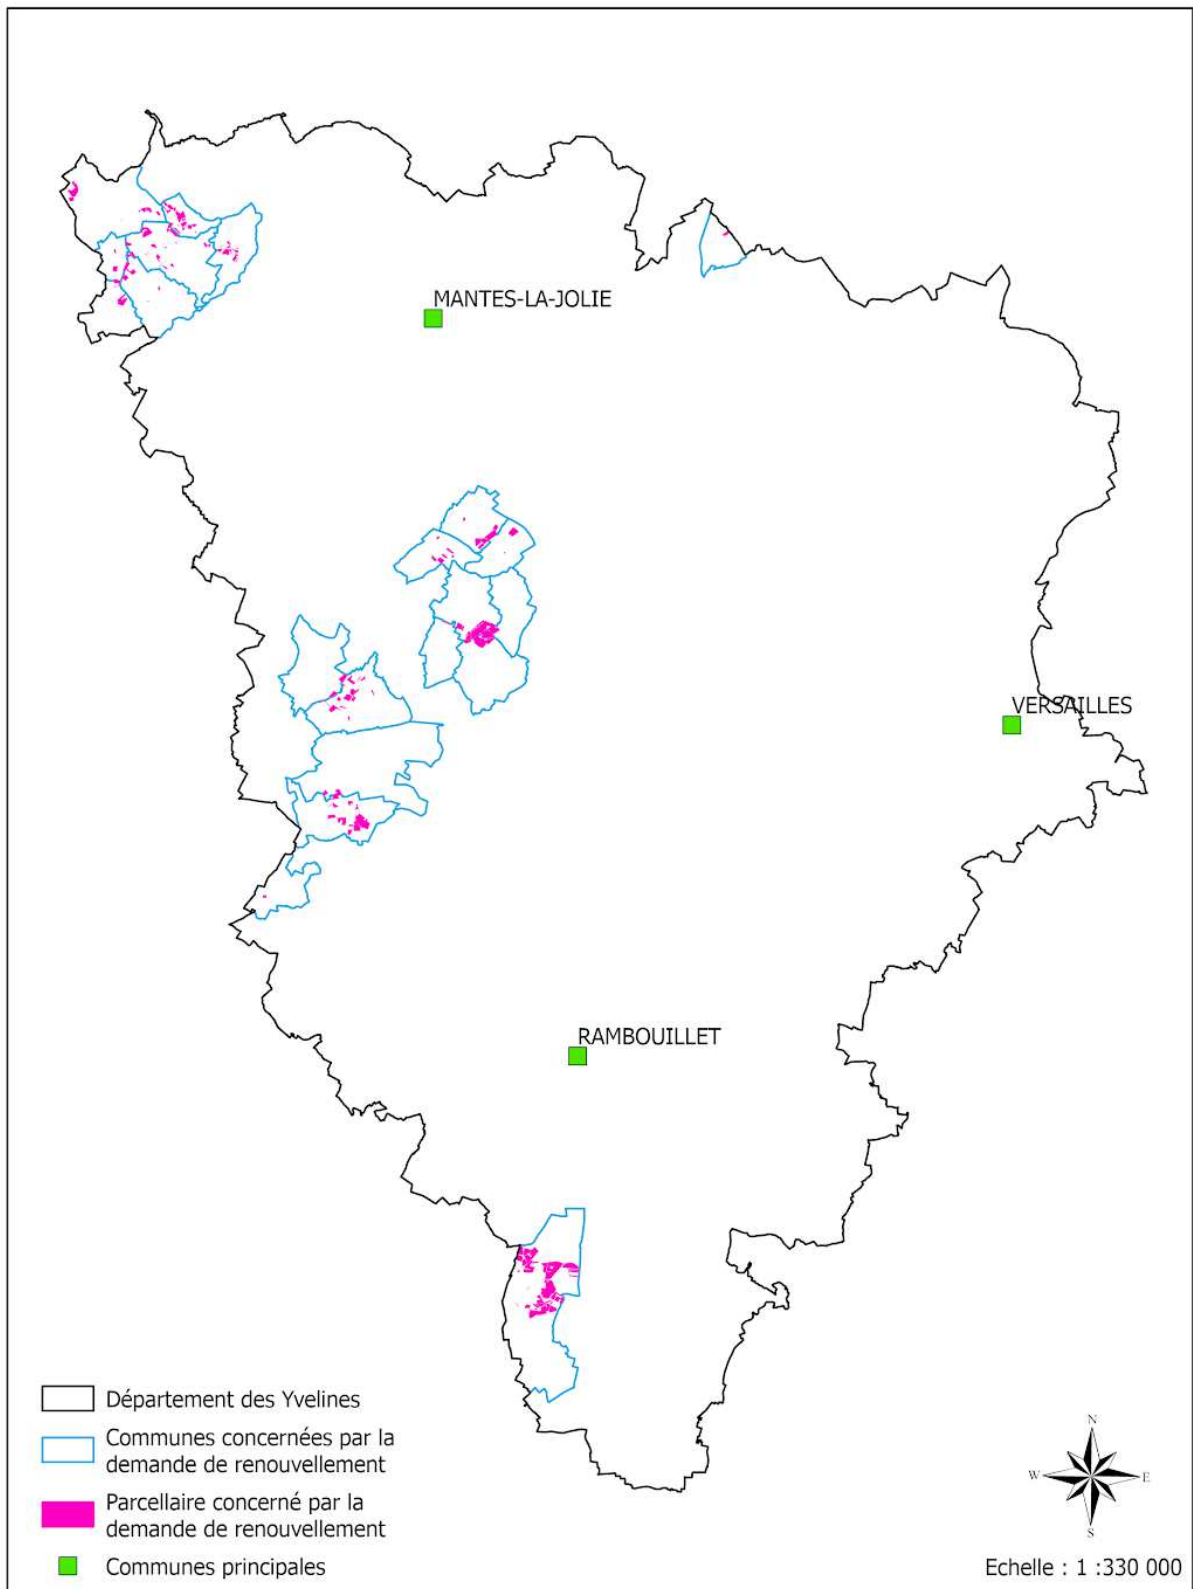 MANTES-LA-JOLIE
VERSAILLES
RAMBOUILLET
Département des Yvelines
Communes concernées par la
demande de renouvellement
Parcellaire concerné par la
demande de renouvellement
Communes principales
N
W E
S
Echelle : 1 :330 000